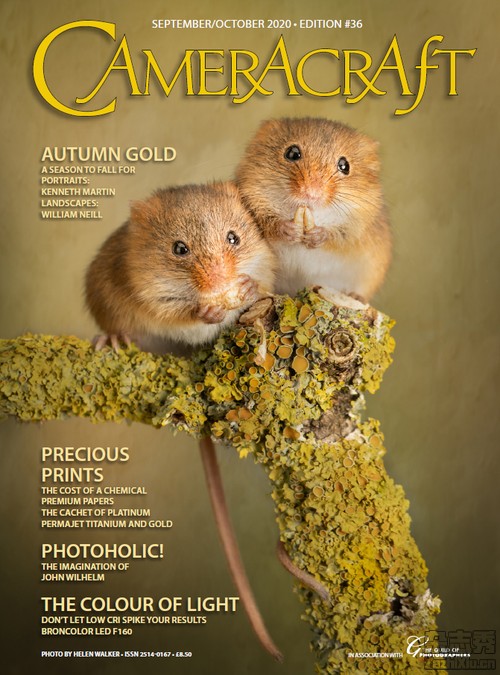 SEPTEMBER/OCTOBER 2020 • EDITION #36
CAMERACRAFT
AUTUMN GOLD
A SEASON TO FALL FOR
PORTRAITS:
KENNETH MARTIN
LANDSCAPES:
WILLIAM NEILL
PRECIOUS
PRINTS
THE COST OF A CHEMICAL
PREMIUM PAPERS
THE CACHET OF PLATINUM
PERMAJET TITANIUM AND GOLD
PHOTOHOLIC!
THE IMAGINATION OF
JOHN WILHELM
THE COLOUR OF LIGHT
DON'T LET LOW CRI SPIKE YOUR RESULTS
BRONCOLOR LED F160
PHOTO BY HELEN WALKER • ISSN 2514-0167 • £8.50
IN ASSOCIATION WITH
PHOTOGRAPHERS